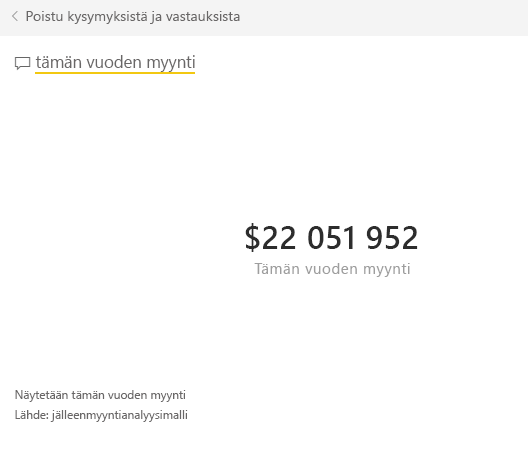 Poistu kysymyksistä ja vastauksista
tämän vuoden myynti
$22 051 952
Tämän vuoden myynti
Näytetään tämän vuoden myynti
Lähde: jälleenmyyntianalyysimalli